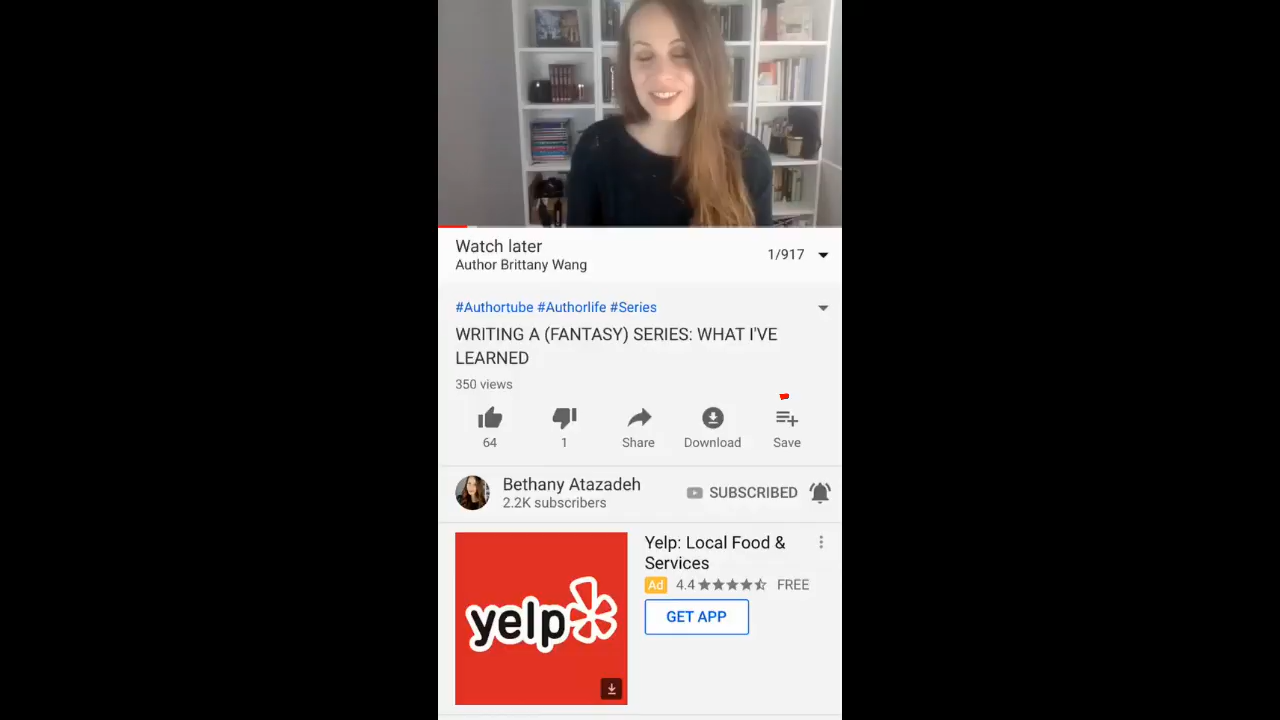 Watch later
Author Brittany Wang
1/917
#Authortube #Authorlife #Series
WRITING A (FANTASY) SERIES: WHAT I'VE
LEARNED
350 views
64
1
Share
Download
Save
Bethany Atazadeh
2.2K subscribers
SUBSCRIBED
yelp
Yelp: Local Food &
Services
Ad 4.4 FREE
GET APP